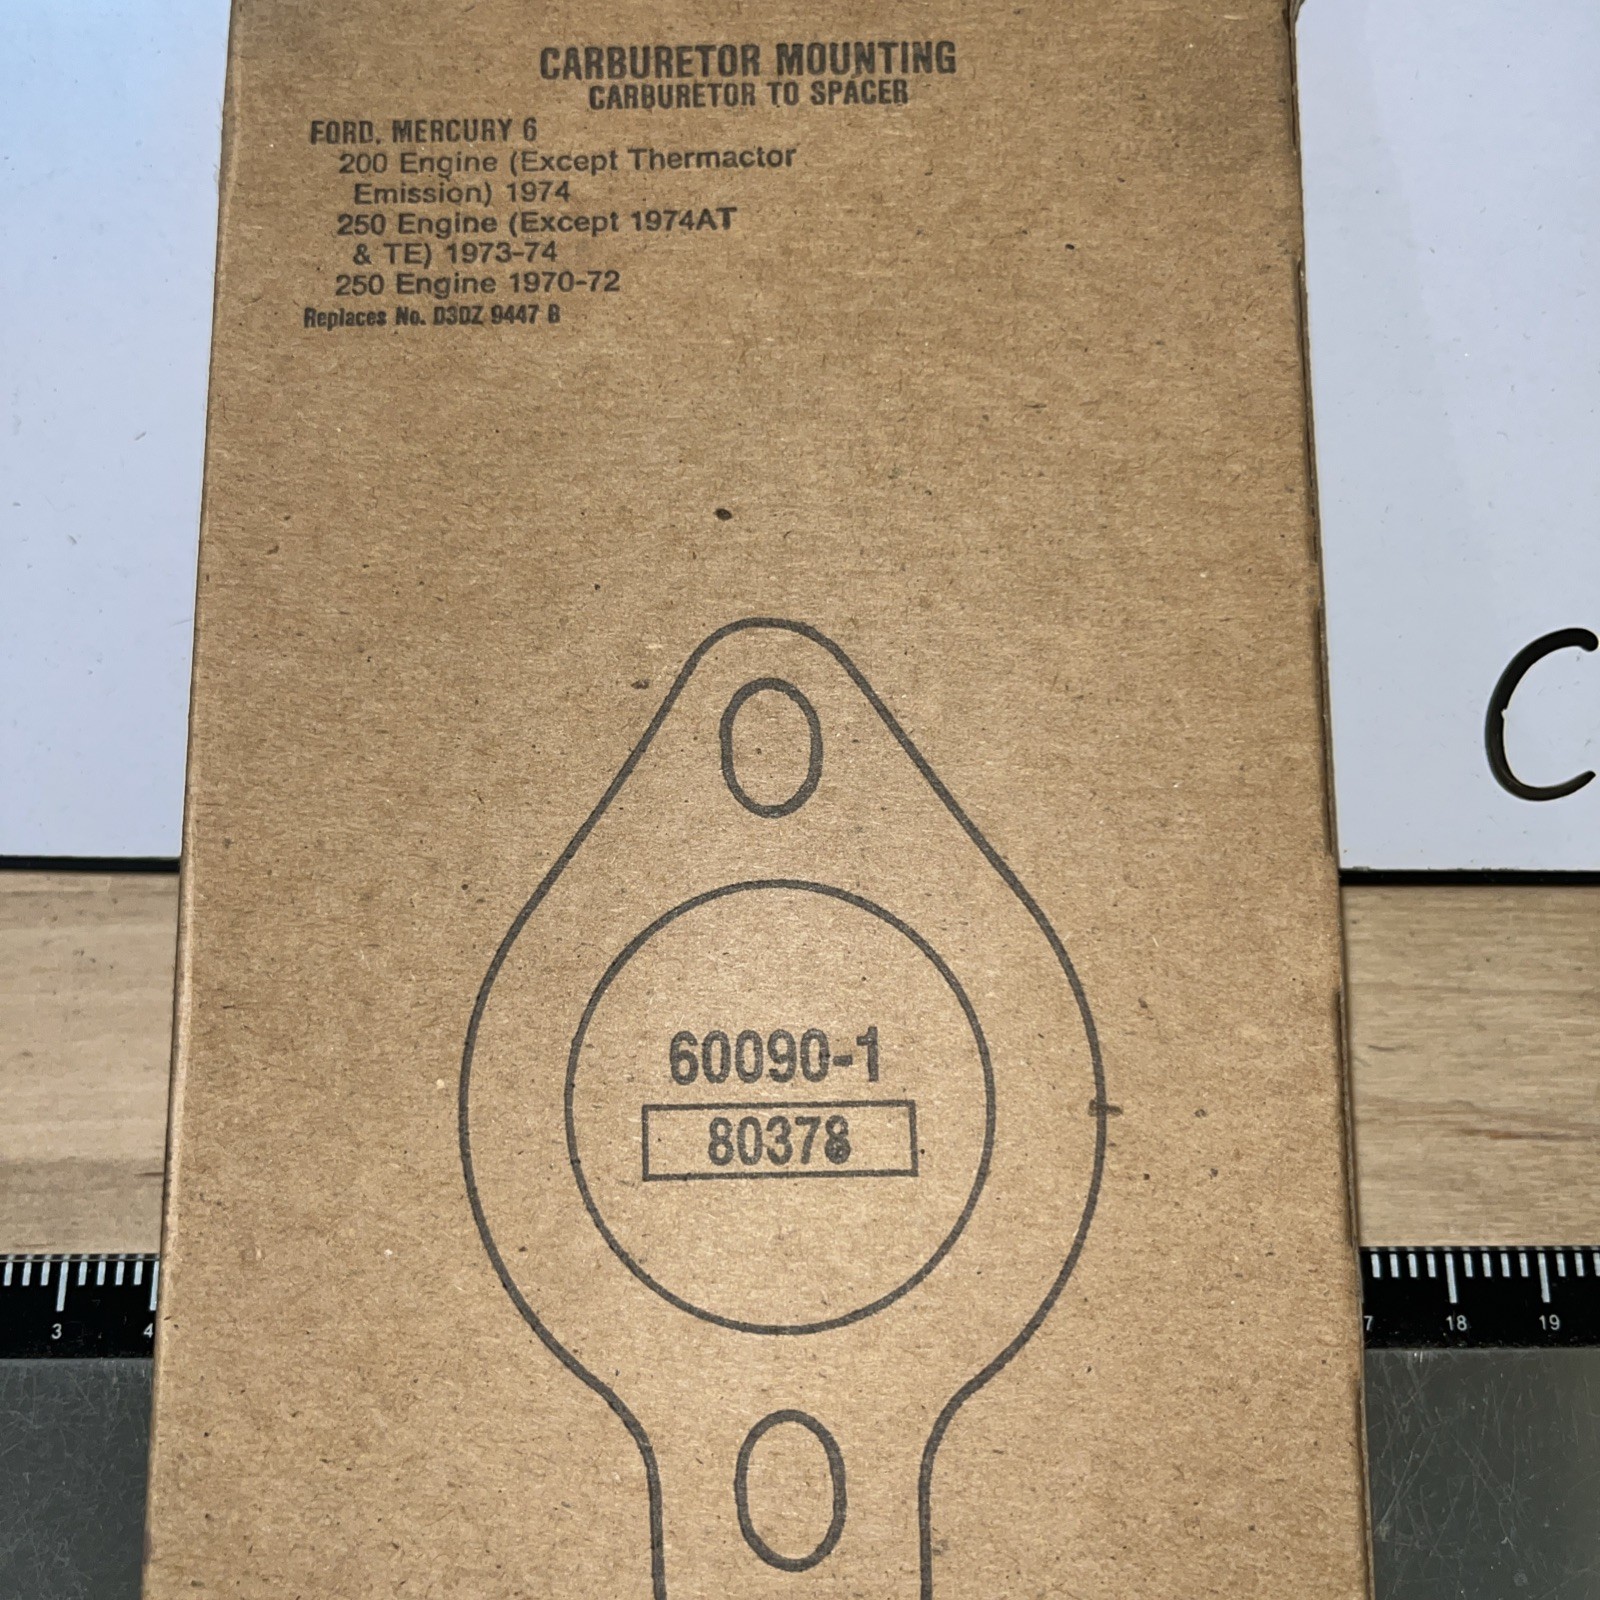 CARBURETOR MOUNTING
CARBURETOR TO SPACER
FORD, MERCURY 6
200 Engine (Except Thermactor
Emission) 1974
250 Engine (Except 1974AT
& TE) 1973-74
250 Engine 1970-72
Replaces No. D3DZ 9447 B
C
60090-1
80378
3 4 7 18 19